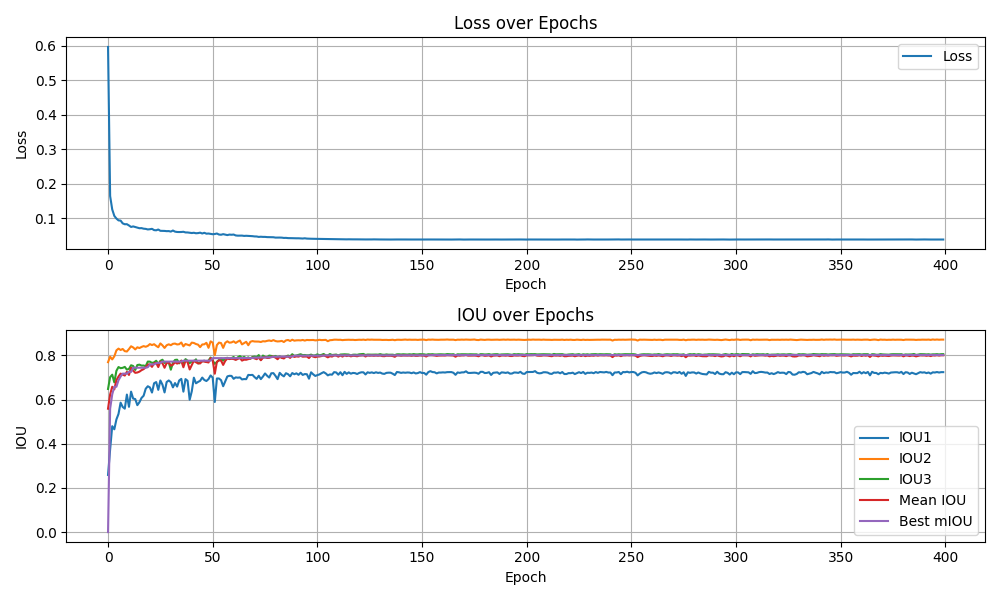 Loss over Epochs
0.6
0.5
0.4
0.3
0.2
0.1
Loss
Loss
0 50 100 150 200 250 300 350 400
Epoch
IOU over Epochs
0.8
0.6
0.4
0.2
0.0
IOU
IOU1
IOU2
IOU3
Mean IOU
Best mIOU
0 50 100 150 200 250 300 350 400
Epoch